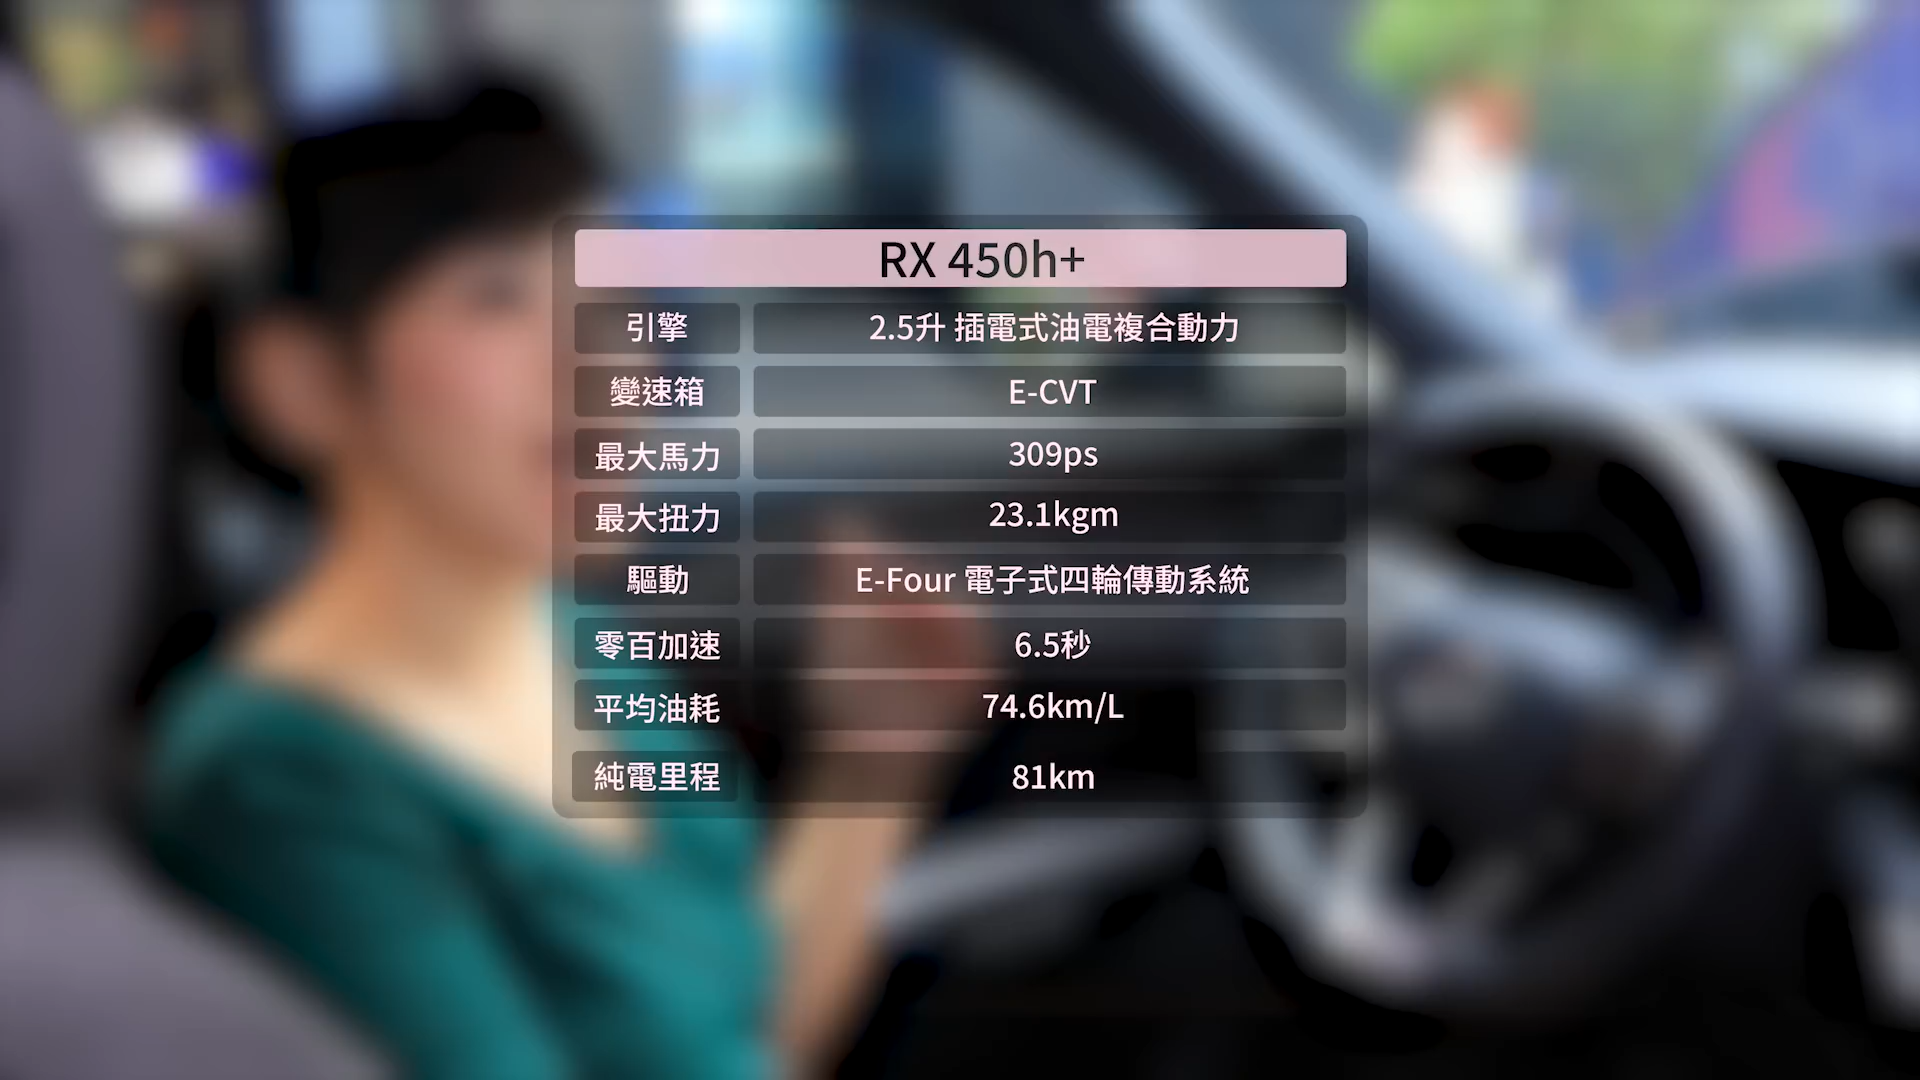 RX 450h+
引擎 2.5升 插電式油電複合動力
變速箱 E-CVT
最大馬力 309ps
最大扭力 23.1kgm
驅動 E-Four 電子式四輪傳動系統
零百加速 6.5秒
平均油耗 74.6km/L
純電里程 81km